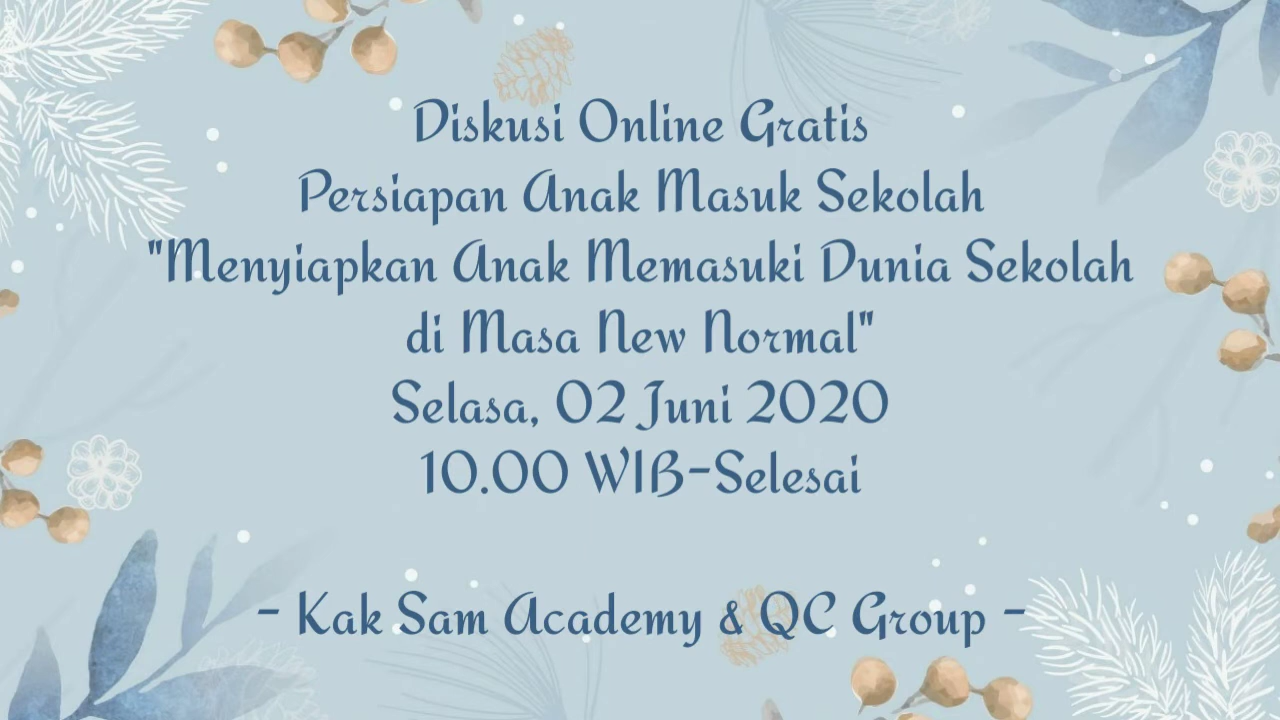 Diskusi Online Gratis
Persiapan Anak Masuk Sekolah
"Menyiapkan Anak Memasuki Dunia Sekolah
di Masa New Normal"
Selasa, 02 Juni 2020
10.00 WIB-Selesai
- Kak Sam Academy & QC Group -